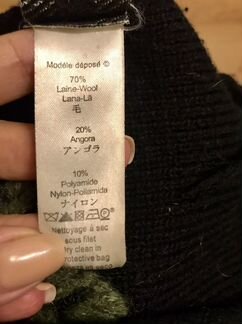 Modèle déposé ©
70%
Laine-Wool
Lana-Lã
毛
20%
Angora
アンゴラ
10%
Polyamide
Nylon-Poliamida
ナイロン
Nettoyage à sec
sous filet
Dry clean in
protective bag